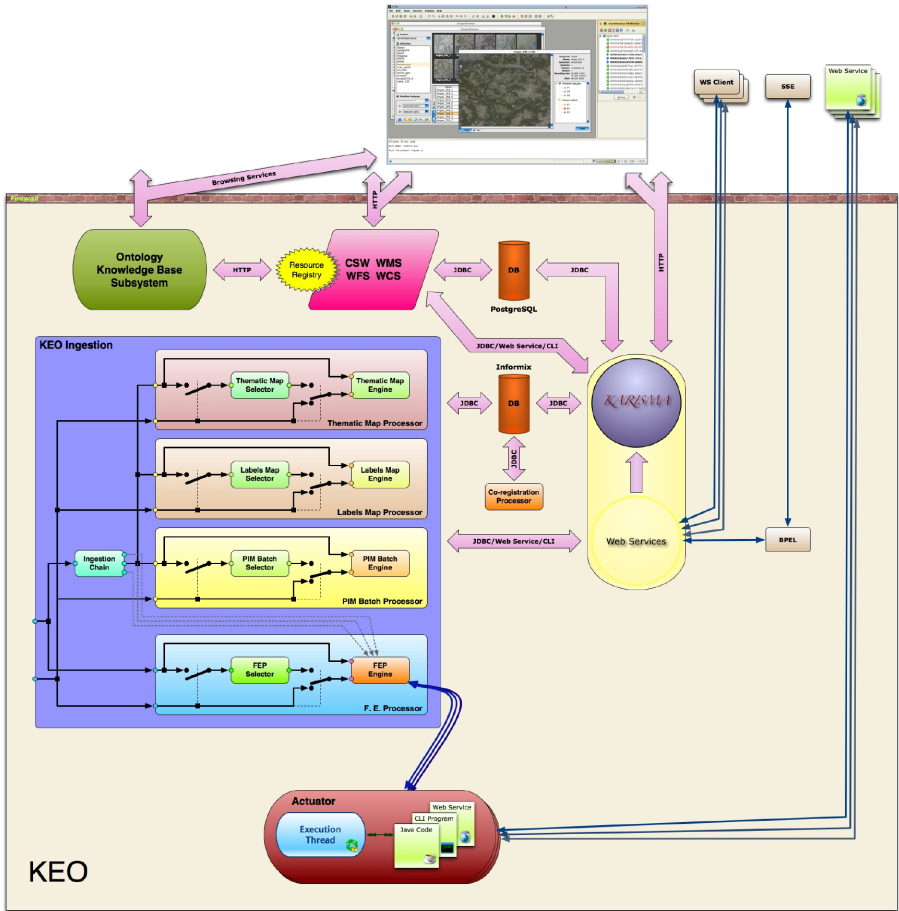 WS Client
SSE
Web Service
Browsing Services
HTTP
Firewall
Ontology
Knowledge Base
Subsystem
HTTP
Resource
Registry
CSW WMS
WFS WCS
JDBC
DB
JDBC
HTTP
PostgreSQL
JDBC/Web Service/CLI
KEO Ingestion
Thematic Map
Selector
Thematic Map
Engine
Thematic Map Processor
Informix
JDBC
DB
JDBC
KARISMA
JDBC
Labels Map
Selector
Labels Map
Engine
Labels Map Processor
Co-registration
Processor
JDBC/Web Service/CLI
Web Services
BPEL
Ingestion
Chain
PIM Batch
Selector
PIM Batch
Engine
PIM Batch Processor
FEP
Selector
FEP
Engine
F. E. Processor
Actuator
Execution
Thread
Web Service
CLI Program
Java Code
KEO